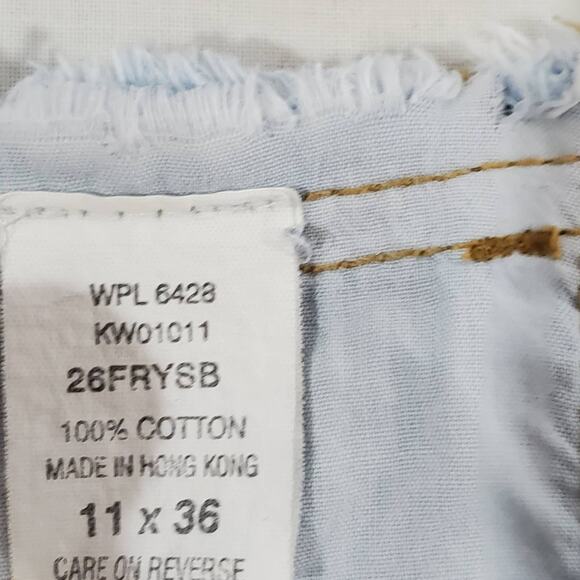 WPL 6428
KW01011
26FRYSB
100% COTTON
MADE IN HONG KONG
11 x 36
CARE ON REVERSE